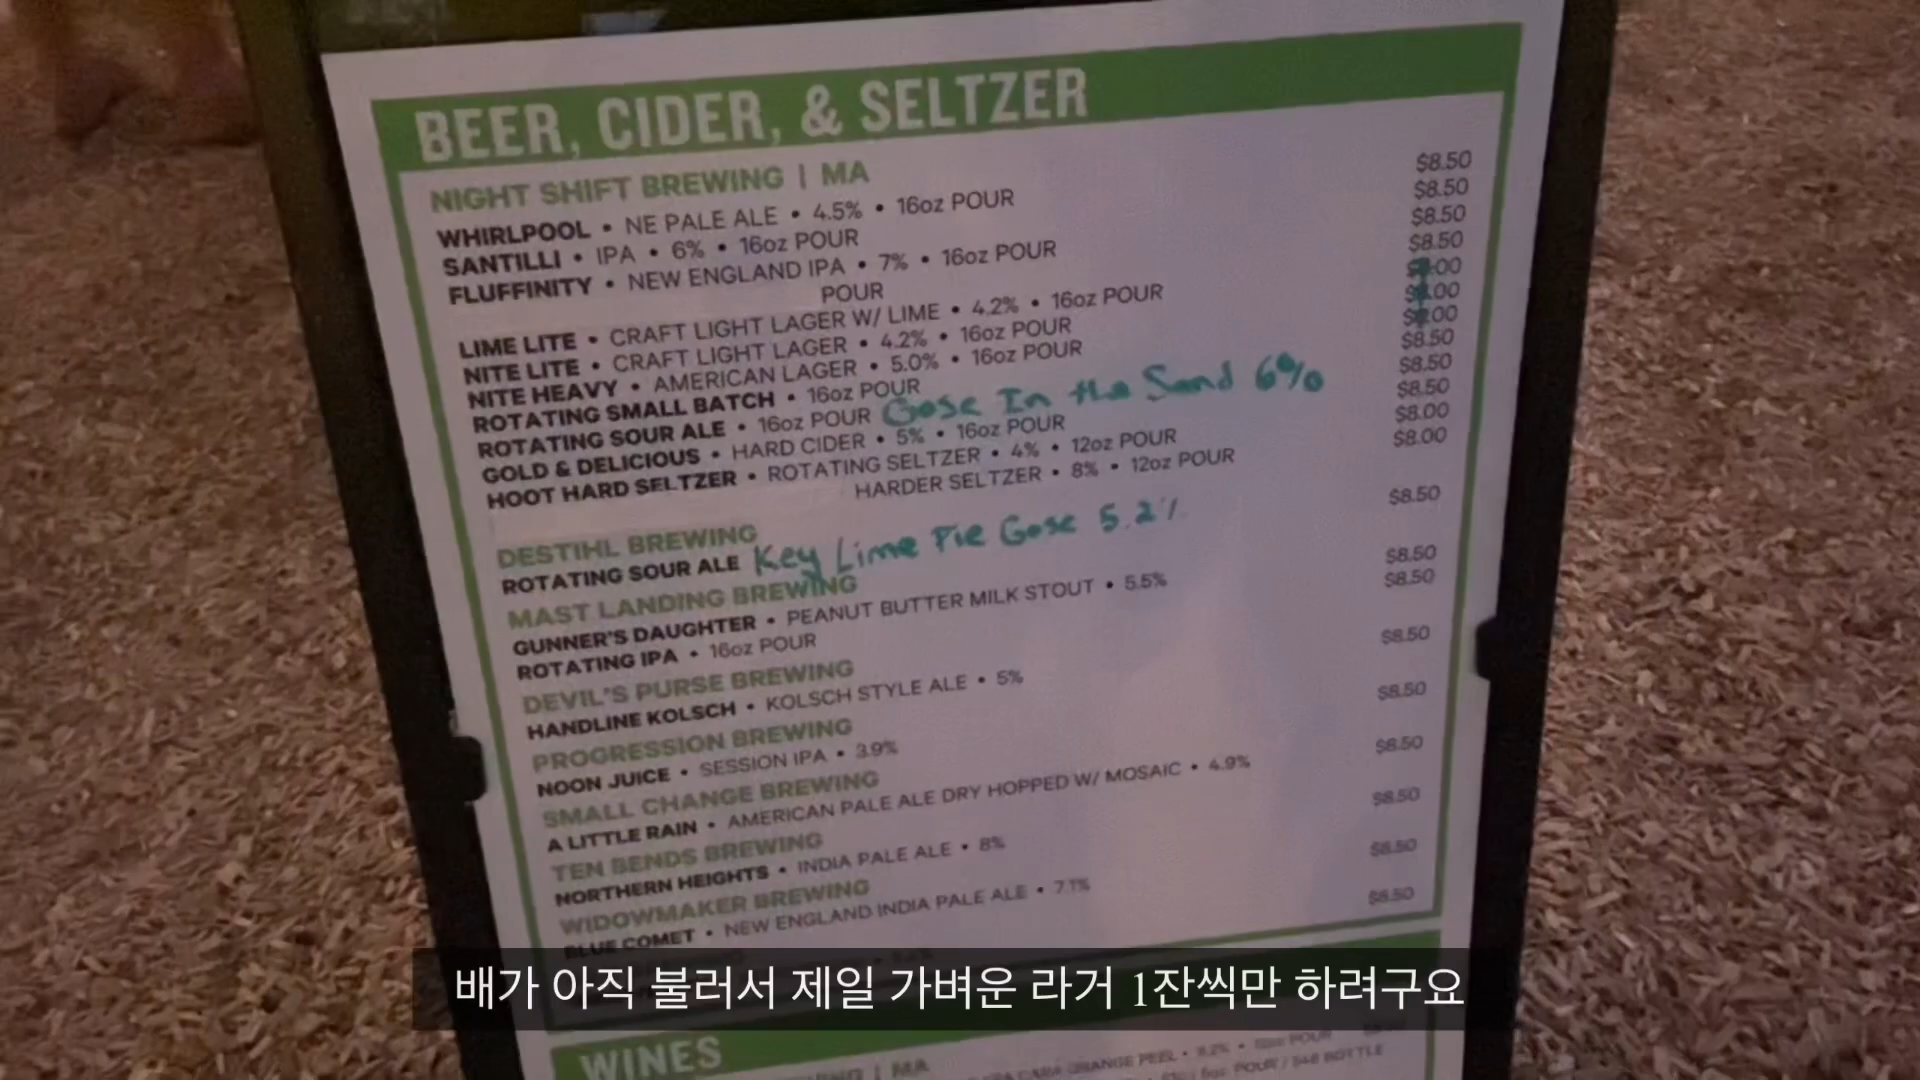 BEER, CIDER, & SELTZER
NIGHT SHIFT BREWING | MA
$8.50
WHIRLPOOL • NE PALE ALE • 4.5% • 16oz POUR
$8.50
SANTILLI • IPA • 6% • 16oz POUR
$8.50
FLUFFINITY • NEW ENGLAND IPA • 7% • 16oz POUR
$8.50
POUR
LIME LITE • CRAFT LIGHT LAGER W/ LIME • 4.2% • 16oz POUR
NITE LITE • CRAFT LIGHT LAGER • 4.2% • 16oz POUR
NITE HEAVY • AMERICAN LAGER • 5.0% • 16oz POUR
$8.50
ROTATING SMALL BATCH • 16oz POUR
$8.50
ROTATING SOUR ALE • 16oz POUR Gose In the Sand 6%
$8.50
GOLD & DELICIOUS • HARD CIDER • 5% • 16oz POUR
$8.00
HOOT HARD SELTZER • ROTATING SELTZER • 4% • 12oz POUR
$8.00
HARDER SELTZER • 8% • 12oz POUR
DESTIHL BREWING
$8.50
ROTATING SOUR ALE Key Lime Pie Gose 5.2%
MAST LANDING BREWING
$8.50
GUNNER'S DAUGHTER • PEANUT BUTTER MILK STOUT • 5.5%
$8.50
ROTATING IPA • 16oz POUR
DEVIL'S PURSE BREWING
$8.50
HANDLINE KOLSCH • KOLSCH STYLE ALE • 5%
PROGRESSION BREWING
$8.50
NOON JUICE • SESSION IPA • 3.9%
SMALL CHANGE BREWING
$8.50
A LITTLE RAIN • AMERICAN PALE ALE DRY HOPPED W/ MOSAIC • 4.9%
TEN BENDS BREWING
$8.50
NORTHERN HEIGHTS • INDIA PALE ALE • 8%
WIDOWMAKER BREWING
$8.50
BLUE COMET • NEW ENGLAND INDIA PALE ALE • 7.1%
$8.50
배가 아직 불러서 제일 가벼운 라거 1잔씩만 하려구요
WINES
| MA
ORANGE PEEL
POUR
POUR / $48 BOTTLE